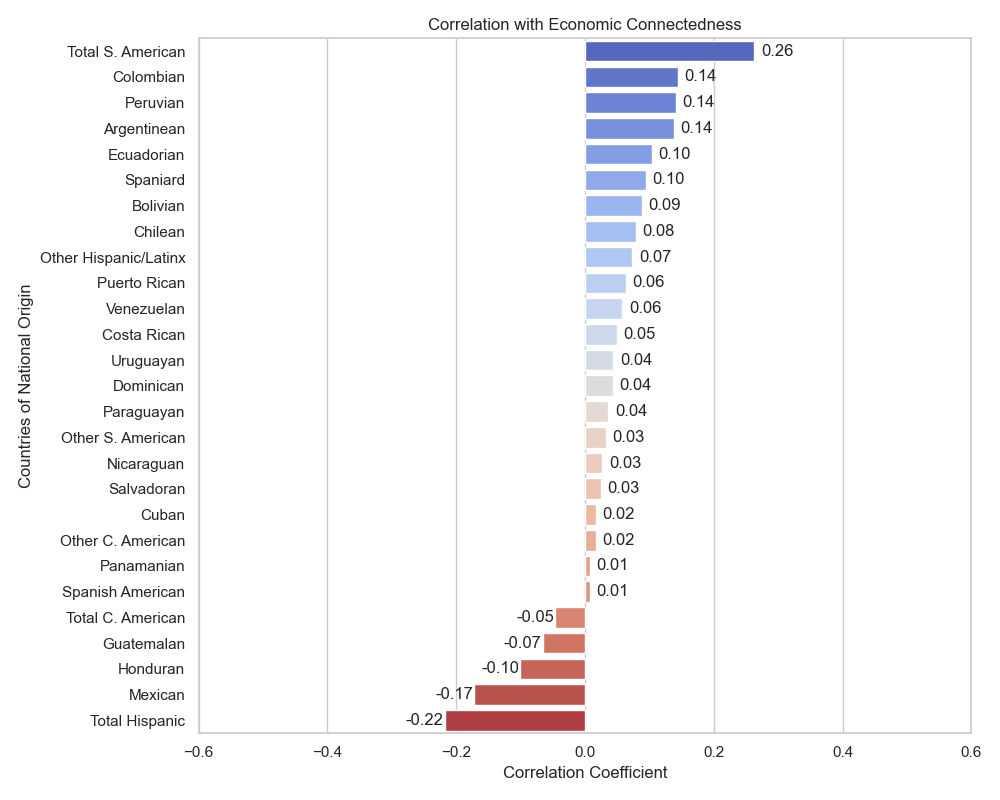 Correlation with Economic Connectedness
Total S. American 0.26
Colombian 0.14
Peruvian 0.14
Argentinean 0.14
Ecuadorian 0.10
Spaniard 0.10
Bolivian 0.09
Chilean 0.08
Other Hispanic/Latinx 0.07
Puerto Rican 0.06
Venezuelan 0.06
Costa Rican 0.05
Uruguayan 0.04
Dominican 0.04
Paraguayan 0.04
Other S. American 0.03
Nicaraguan 0.03
Salvadoran 0.03
Cuban 0.02
Other C. American 0.02
Panamanian 0.01
Spanish American 0.01
Total C. American -0.05
Guatemalan -0.07
Honduran -0.10
Mexican -0.17
Total Hispanic -0.22
Countries of National Origin
−0.6 −0.4 −0.2 0.0 0.2 0.4 0.6
Correlation Coefficient